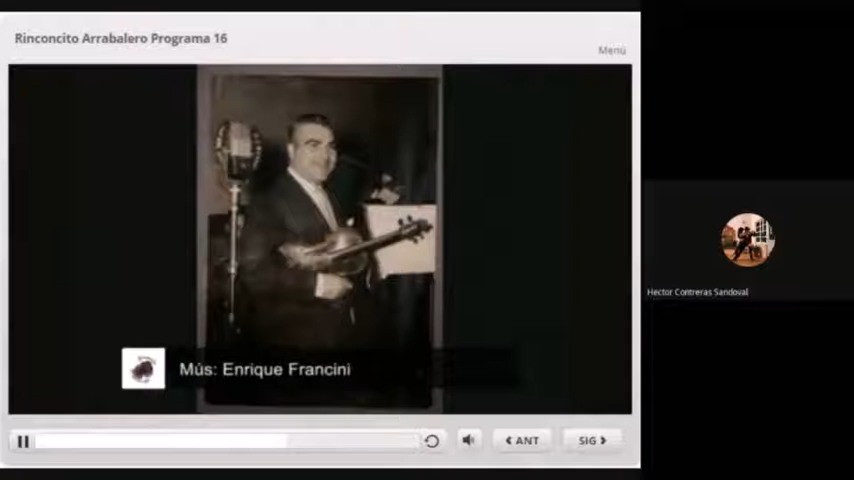 Rinconcito Arrabalero Programa 16
Menú
Mús: Enrique Francini
ANT
SIG
Hector Contreras Sandoval